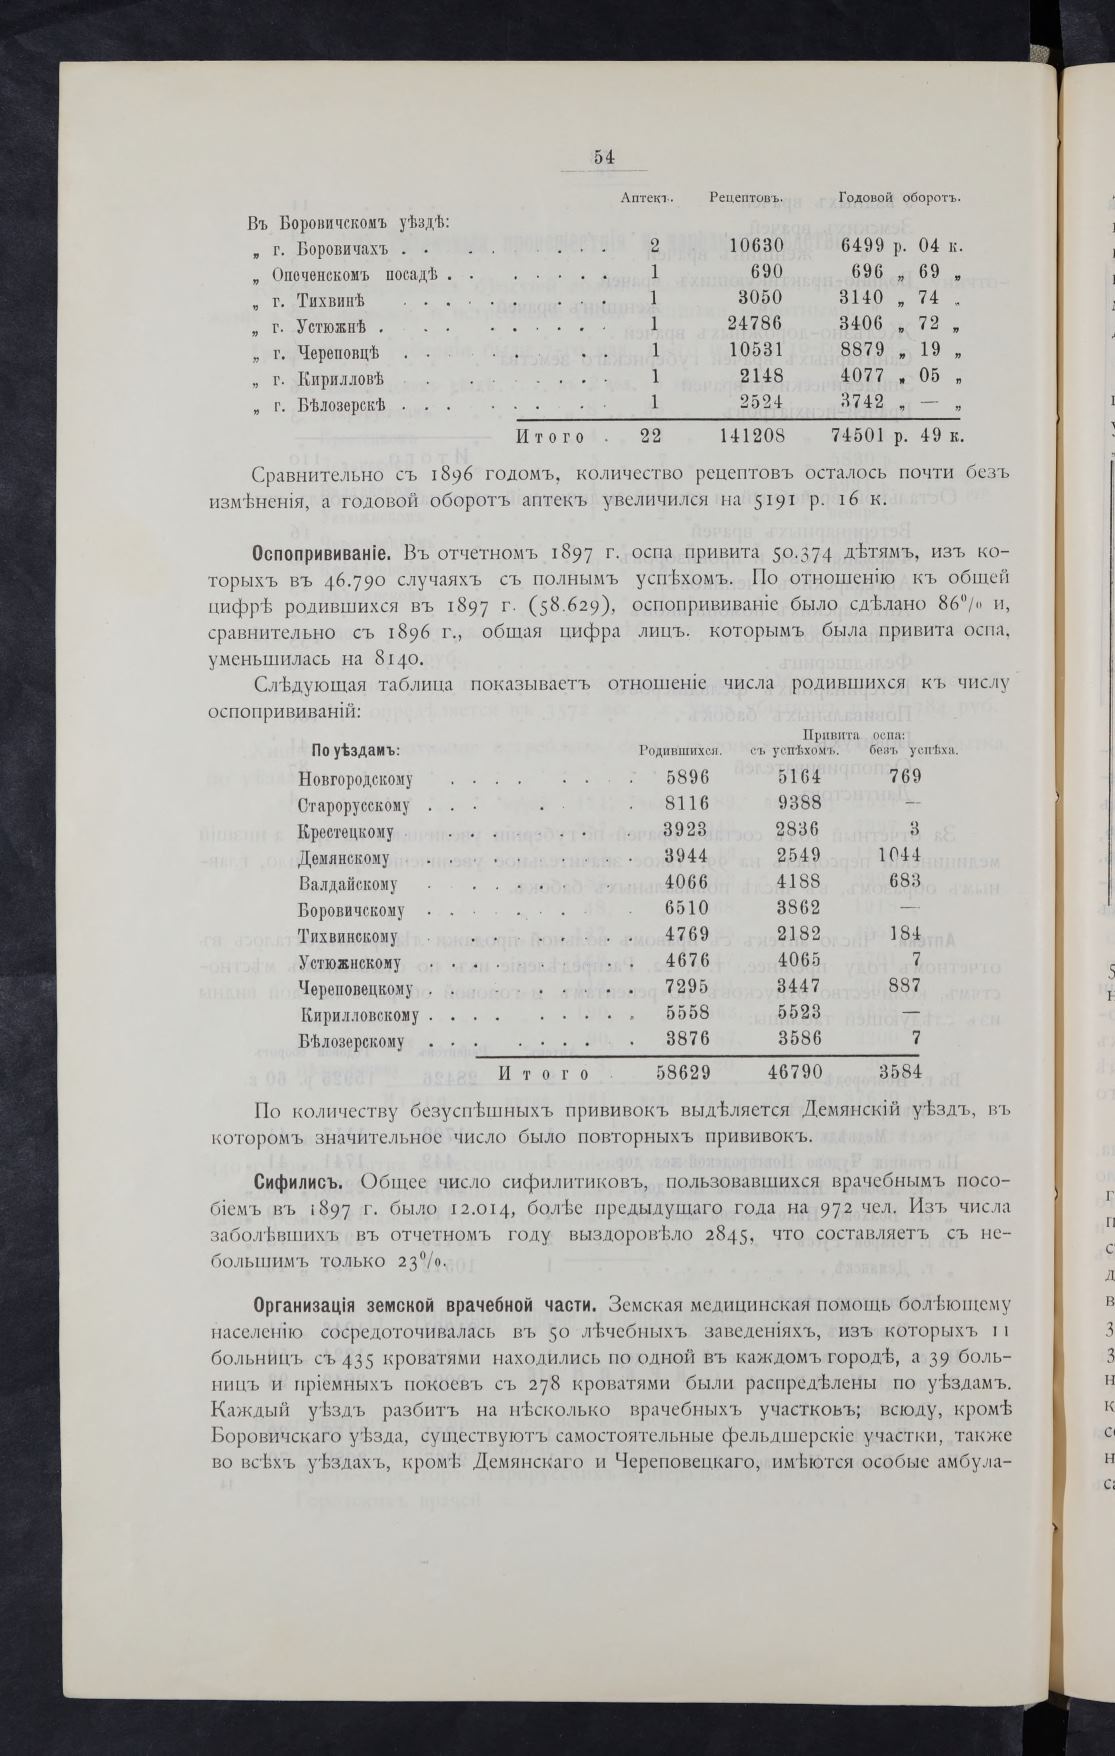 54
Аптекъ. Рецептовъ. Годовой оборотъ.
Въ Боровичскомъ уѣздѣ:
„ г. Боровичахъ . . . . . . . . . 2 10630 6499 р. 04 к.
„ Опеченскомъ посадѣ . . . . . . . 1 690 696 „ 69 „
„ г. Тихвинѣ . . . . . . . . . 1 3050 3140 „ 74 „
„ г. Устюжнѣ . . . . . . . . . 1 24786 3406 „ 72 „
„ г. Череповцѣ . . . . . . . . . 1 10531 8879 „ 19 „
„ г. Кирилловѣ . . . . . . . 1 2148 4077 „ 05 „
„ г. Бѣлозерскѣ . . . . . . . . 1 2524 3742 „ — „
Итого . 22 141208 74501 р. 49 к.
Сравнительно съ 1896 годомъ, количество рецептовъ осталось почти безъ
измѣненія, а годовой оборотъ аптекъ увеличился на 5191 р. 16 к.
Оспопрививаніе. Въ отчетномъ 1897 г. оспа привита 50.374 дѣтямъ, изъ ко-
торыхъ въ 46.790 случаяхъ съ полнымъ успѣхомъ. По отношенію къ общей
цифрѣ родившихся въ 1897 г. (58.629), оспопрививаніе было сдѣлано 86% и,
сравнительно съ 1896 г., общая цифра лицъ. которымъ была привита оспа,
уменьшилась на 8140.
Слѣдующая таблица показываетъ отношеніе числа родившихся къ числу
оспопрививаній:
Привита оспа:
По уѣздамъ: Родившихся. съ успѣхомъ. безъ успѣха.
Новгородскому . . . . . . . . 5896 5164 769
Старорусскому . . . . . 8116 9388 —
Крестецкому . . . . . . . . 3923 2836 3
Демянскому . . . . . . . . . 3944 2549 1044
Валдайскому . . . . . . . 4066 4188 683
Боровичскому . . . . . . . . 6510 3862 —
Тихвинскому . . . . . . . . 4769 2182 184
Устюжнскому . . . . . . . . 4676 4065 7
Череповецкому . . . . . . . . . 7295 3447 887
Кирилловскому . . . . . . . . . 5558 5523 —
Бѣлозерскому . . . . . . . . 3876 3586 7
Итого . 58629 46790 3584
По количеству безуспѣшныхъ прививокъ выдѣляется Демянскій уѣздъ, въ
которомъ значительное число было повторныхъ прививокъ.
Сифилисъ. Общее число сифилитиковъ, пользовавшихся врачебнымъ посо-
біемъ въ 1897 г. было 12.014, болѣе предыдущаго года на 972 чел. Изъ числа
заболѣвшихъ въ отчетномъ году выздоровѣло 2845, что составляетъ съ не-
большимъ только 23%.
Организація земской врачебной части. Земская медицинская помощь болѣющему
населенію сосредоточивалась въ 50 лѣчебныхъ заведеніяхъ, изъ которыхъ 11
больницъ съ 435 кроватями находились по одной въ каждомъ городѣ, а 39 боль-
ницъ и пріемныхъ покоевъ съ 278 кроватями были распредѣлены по уѣздамъ.
Каждый уѣздъ разбитъ на нѣсколько врачебныхъ участковъ; всюду, кромѣ
Боровичскаго уѣзда, существуютъ самостоятельные фельдшерскіе участки, также
во всѣхъ уѣздахъ, кромѣ Демянскаго и Череповецкаго, имѣются особые амбула-